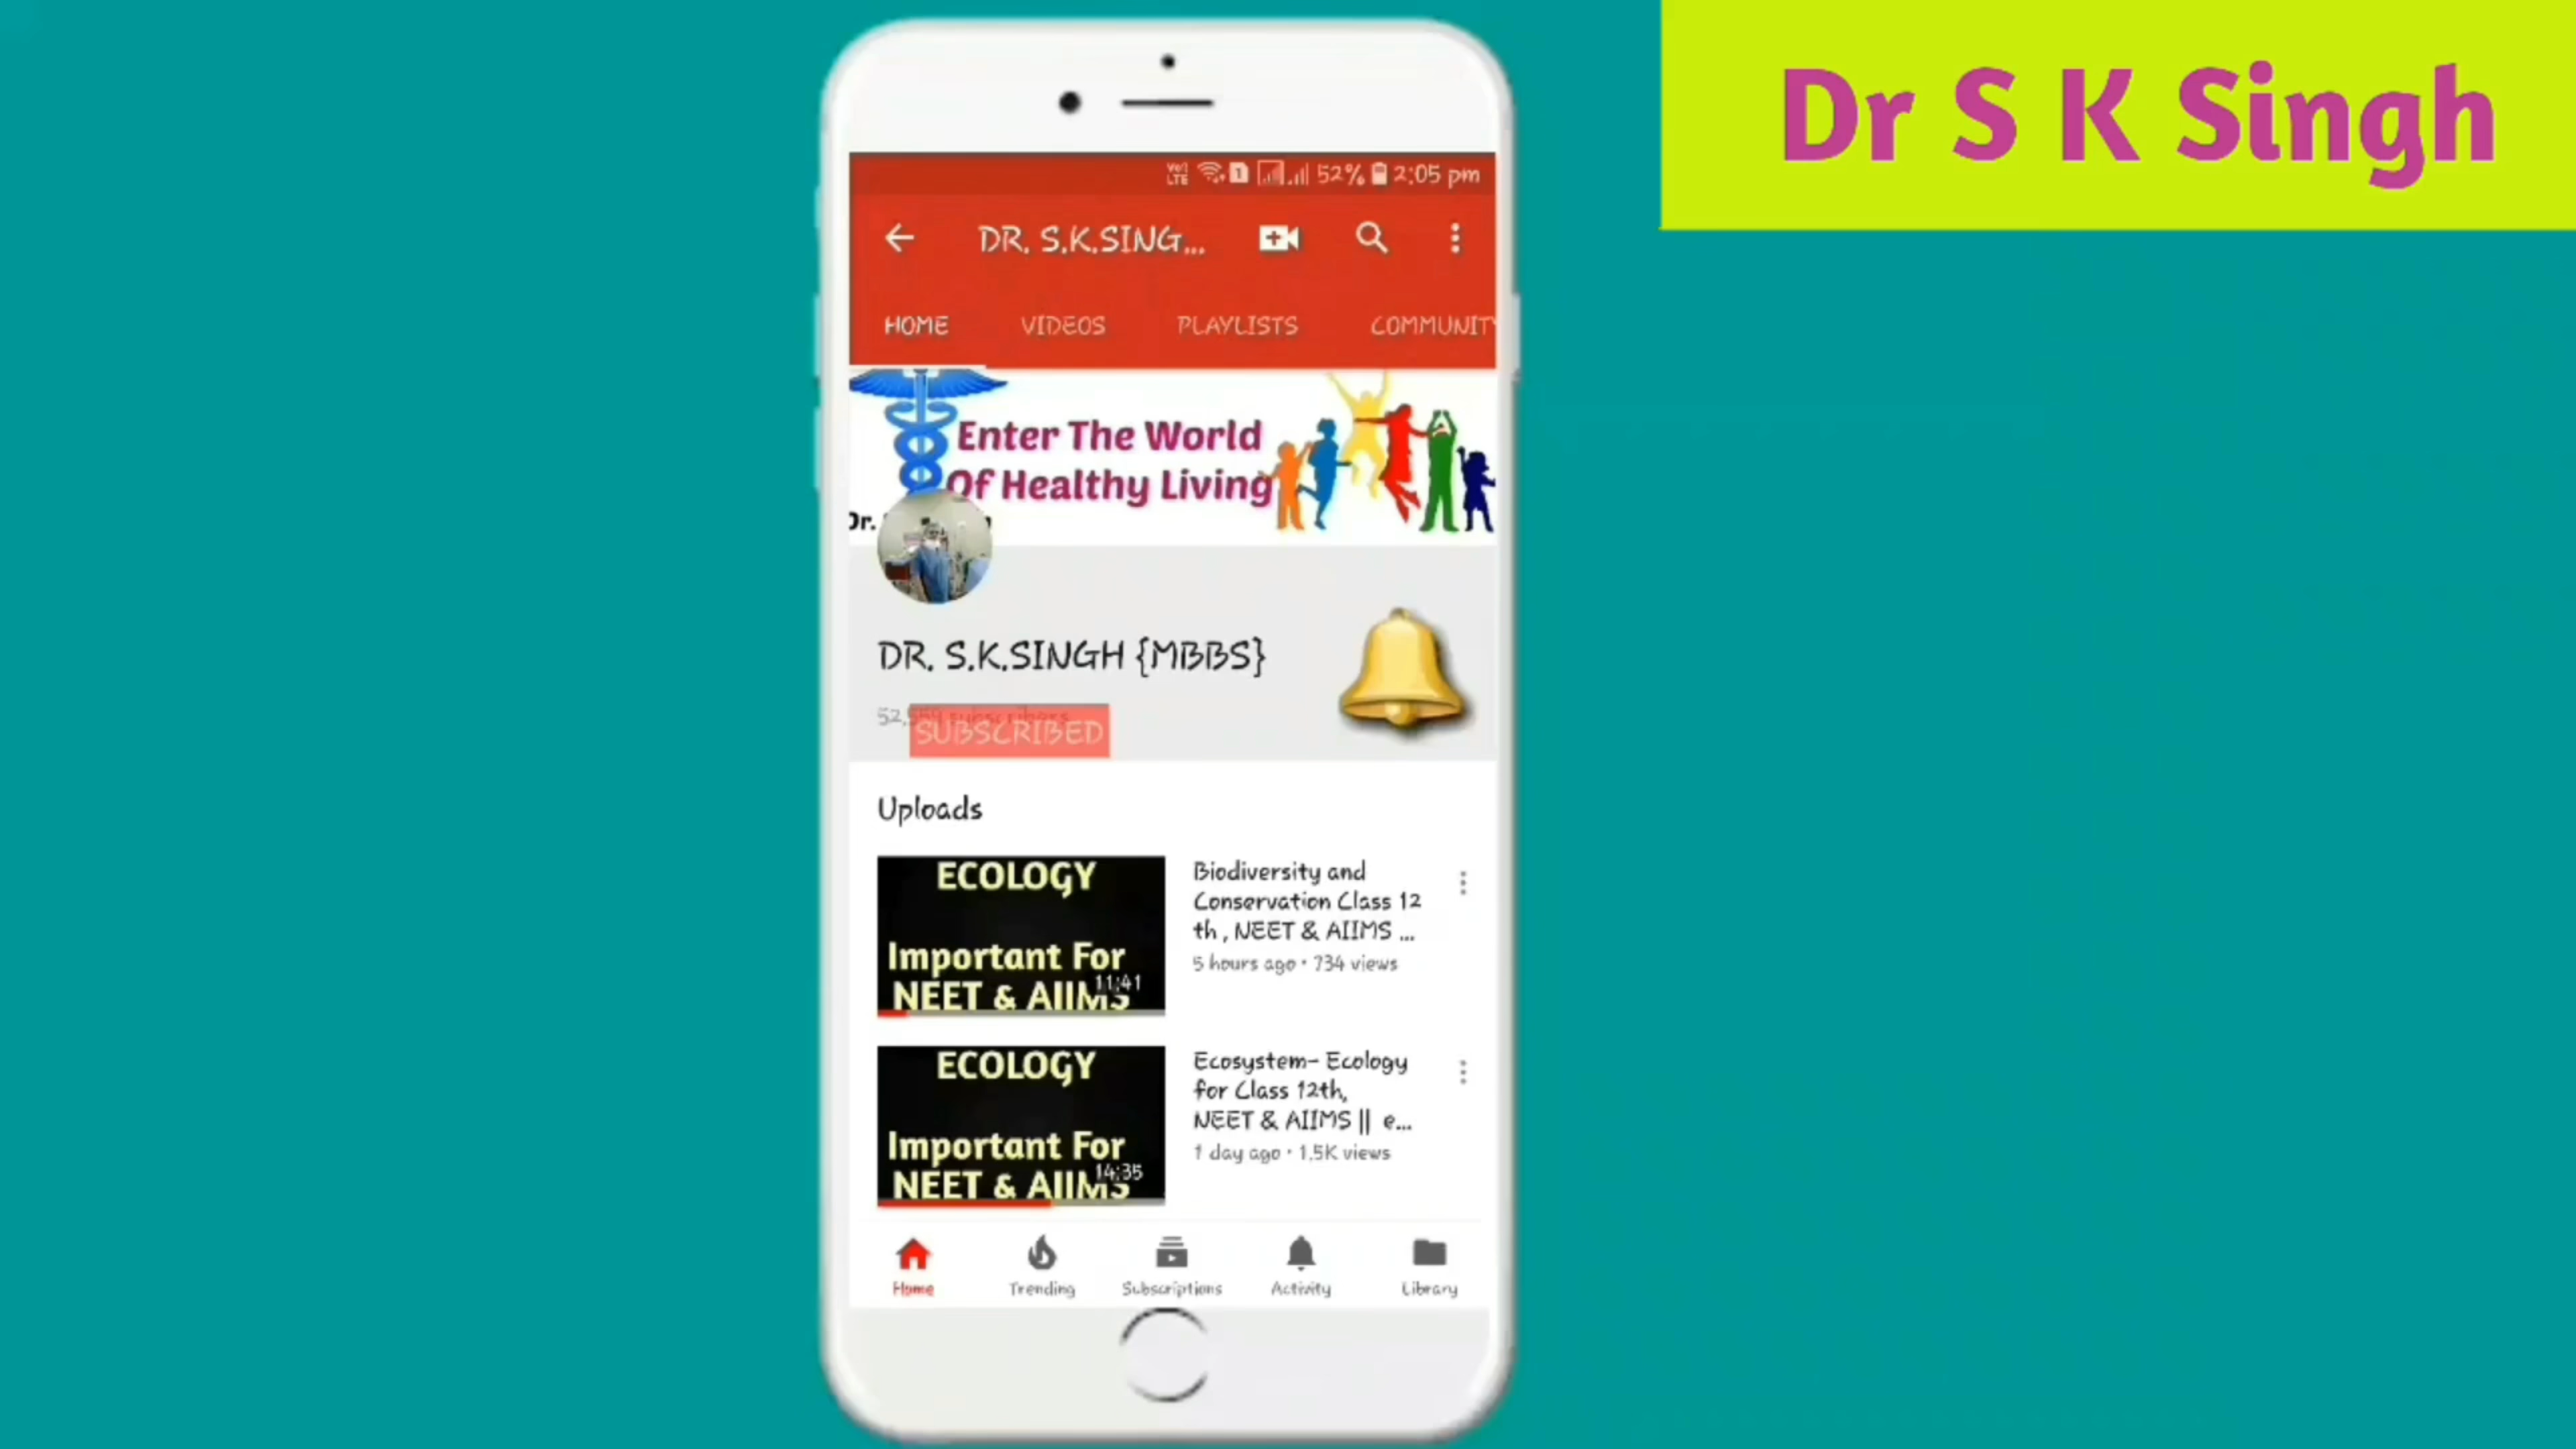 Dr S K Singh
VoLTE 1 52% 2:05 pm
DR. S.K.SING...
HOME VIDEOS PLAYLISTS COMMUNITY
Enter The World
Of Healthy Living
Dr.
DR. S.K.SINGH {MBBS}
subscribers
SUBSCRIBED
Uploads
ECOLOGY
Important For
NEET & AIIMS
11:41
Biodiversity and
Conservation Class 12
th , NEET & AIIMS ...
5 hours ago • 734 views
ECOLOGY
Important For
NEET & AIIMS
14:35
Ecosystem- Ecology
for Class 12th,
NEET & AIIMS || e...
1 day ago • 1.5K views
Home Trending Subscriptions Activity Library